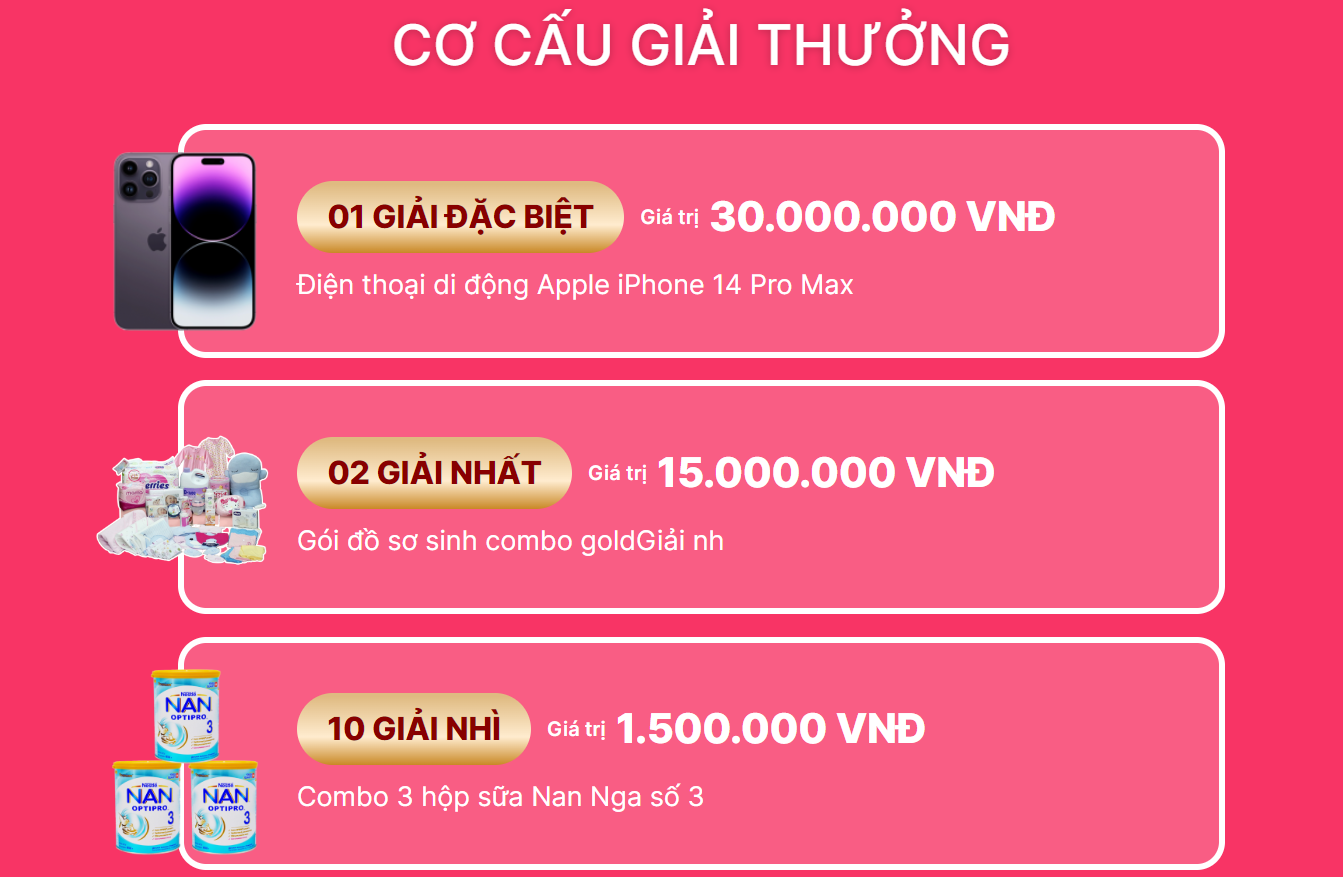 CƠ CẤU GIẢI THƯỞNG
01 GIẢI ĐẶC BIỆT Giá trị 30.000.000 VNĐ
Điện thoại di động Apple iPhone 14 Pro Max
02 GIẢI NHẤT Giá trị 15.000.000 VNĐ
Gói đồ sơ sinh combo goldGiải nh
10 GIẢI NHÌ Giá trị 1.500.000 VNĐ
Nestlé
NAN
OPTIPRO
3
Nestlé
NAN
OPTIPRO
3
Nestlé
NAN
OPTIPRO
3
Combo 3 hộp sữa Nan Nga số 3